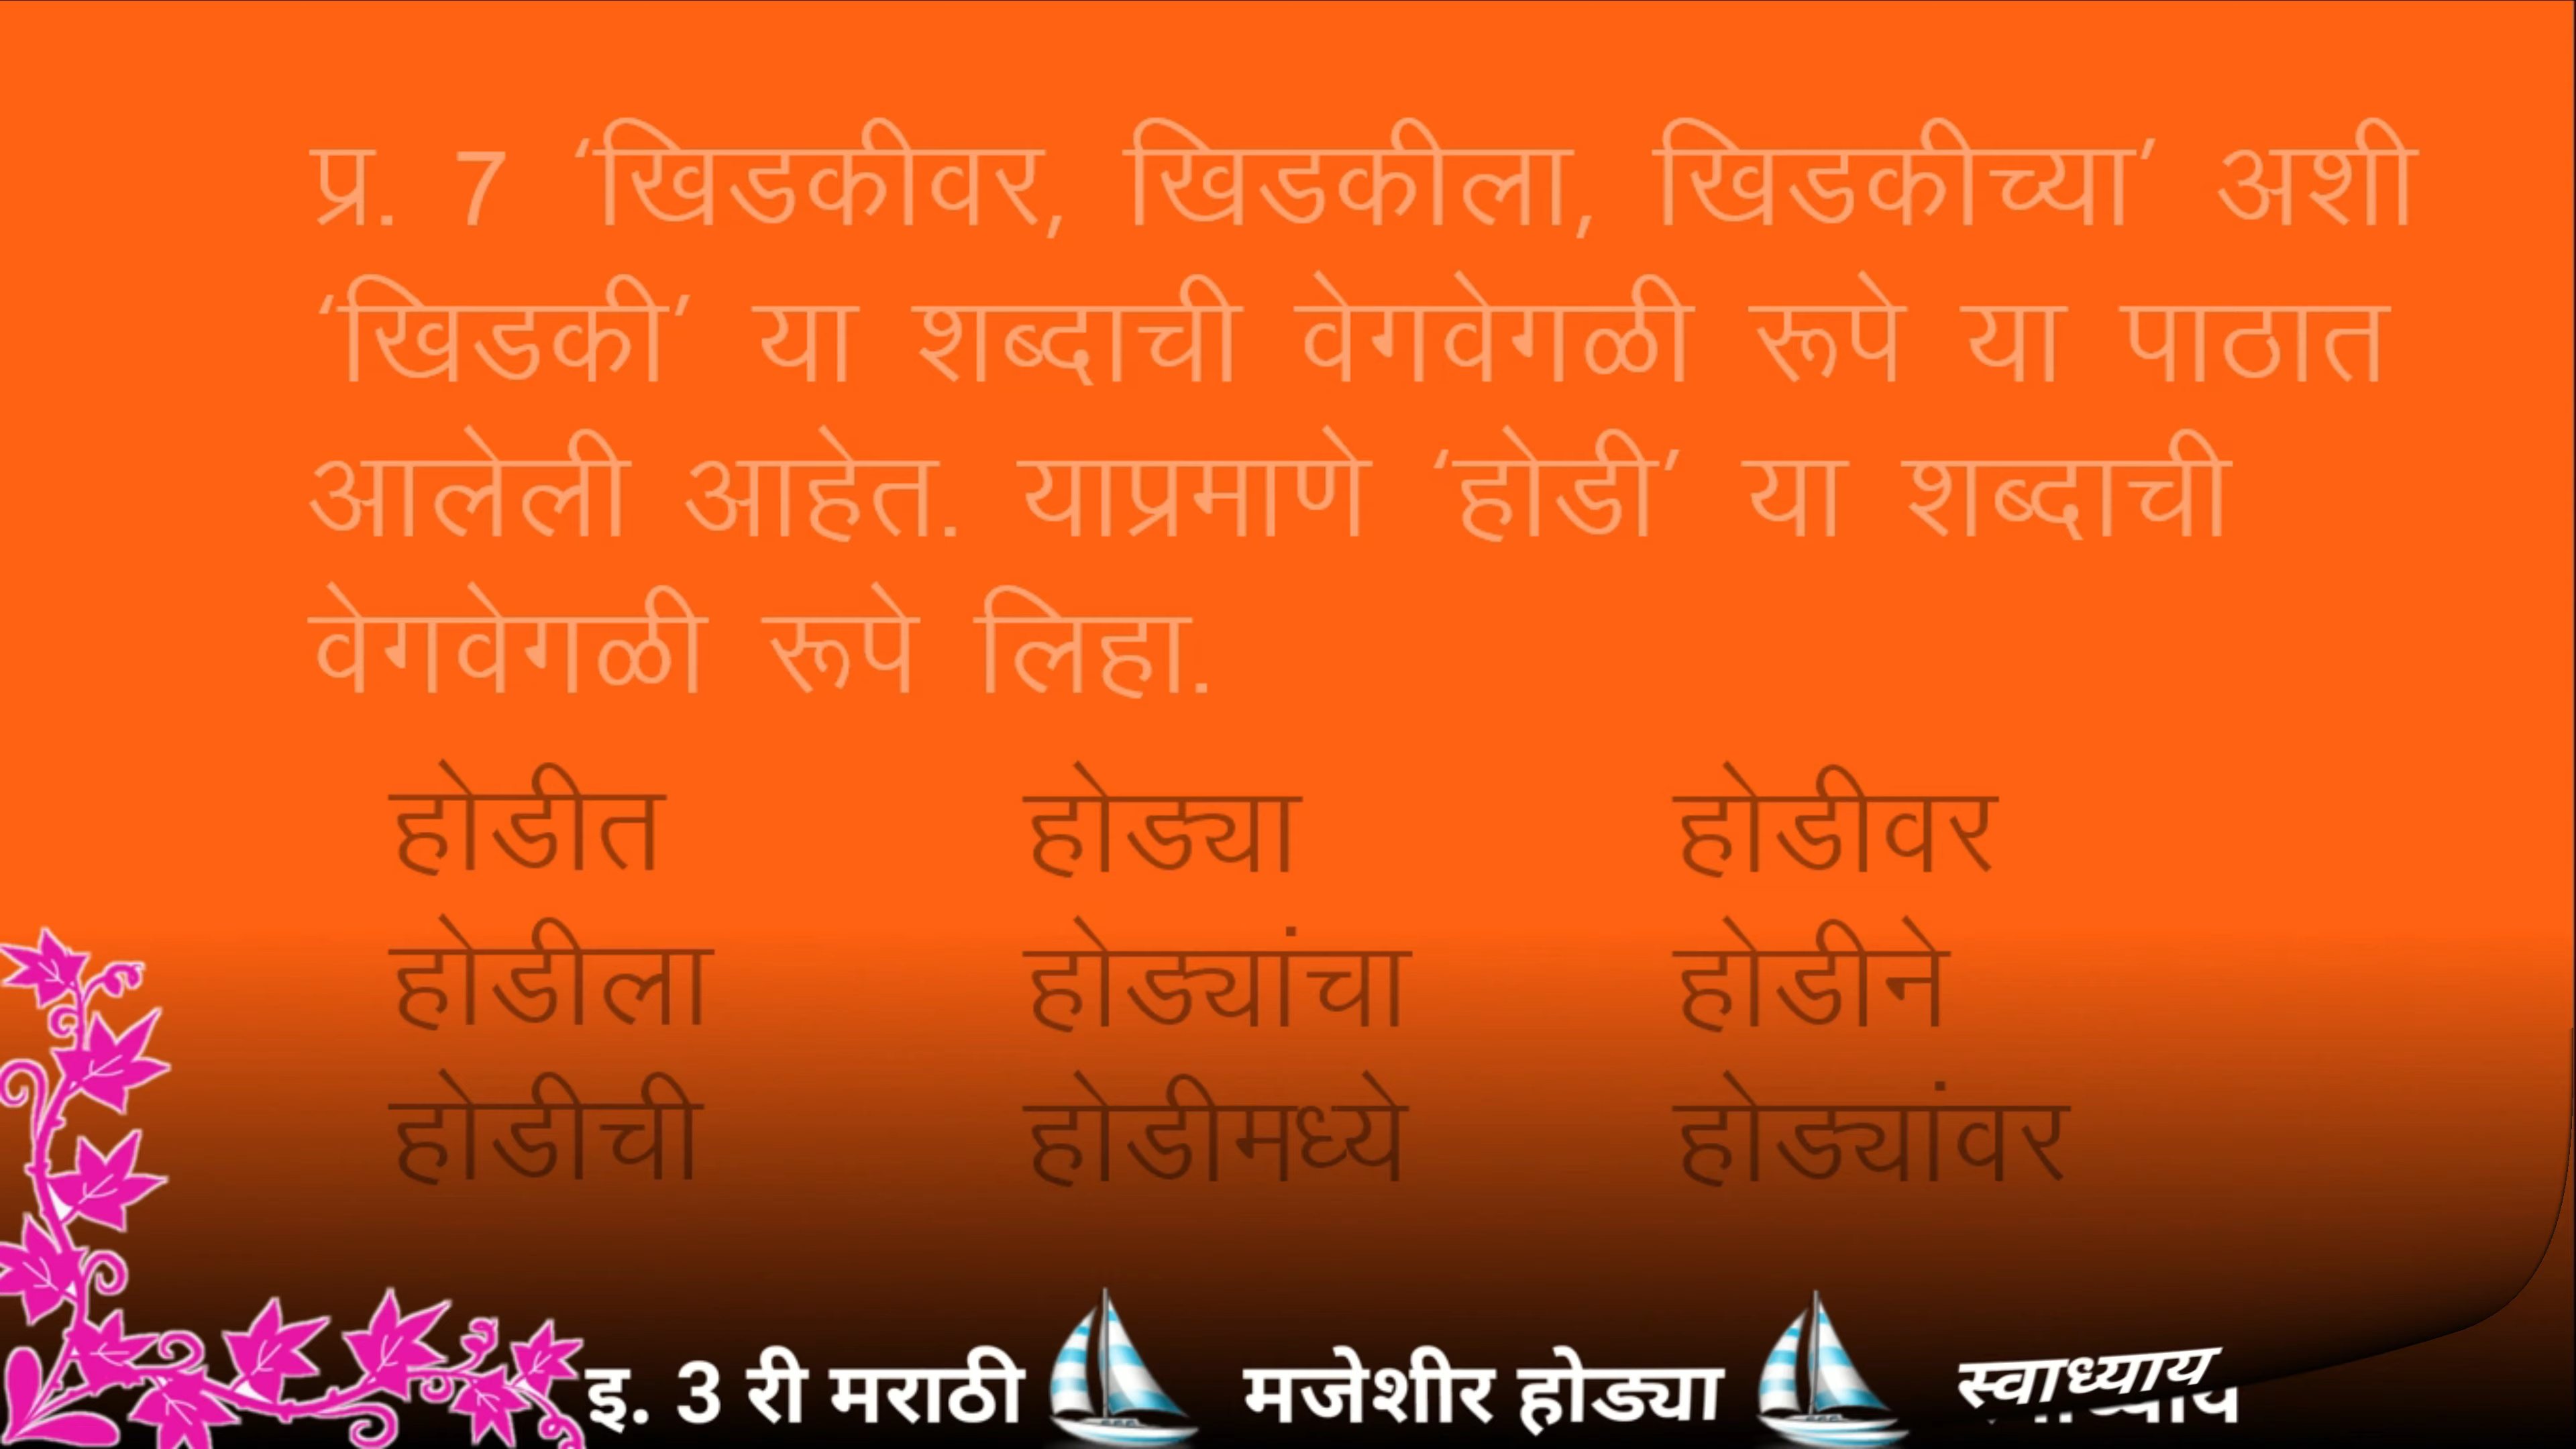 प्र. 7 ‘खिडकीवर, खिडकीला, खिडकीच्या’ अशी
‘खिडकी’ या शब्दाची वेगवेगळी रूपे या पाठात
आलेली आहेत. याप्रमाणे ‘होडी’ या शब्दाची
वेगवेगळी रूपे लिहा.
होडीत होड्या होडीवर
होडीला होड्यांचा होडीने
होडीची होडीमध्ये होड्यांवर
इ. 3 री मराठी मजेशीर होड्या स्वाध्याय